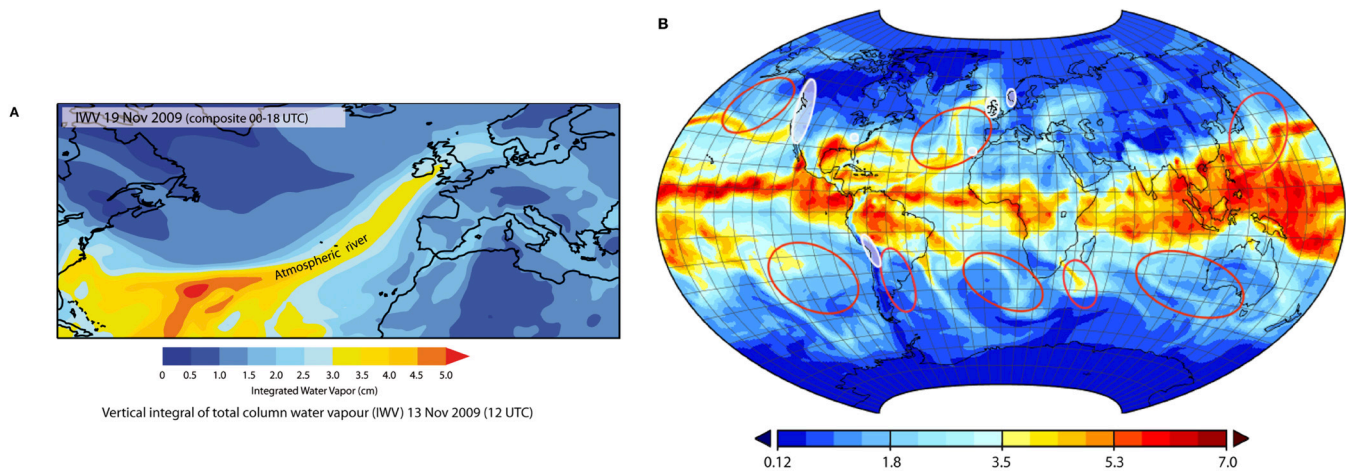 A
IWV 19 Nov 2009 (composite 00-18 UTC)
Atmospheric river
0 0.5 1.0 1.5 2.0 2.5 3.0 3.5 4.0 4.5 5.0
Integrated Water Vapor (cm)
Vertical integral of total column water vapour (IWV) 13 Nov 2009 (12 UTC)
B
0.12 1.8 3.5 5.3 7.0